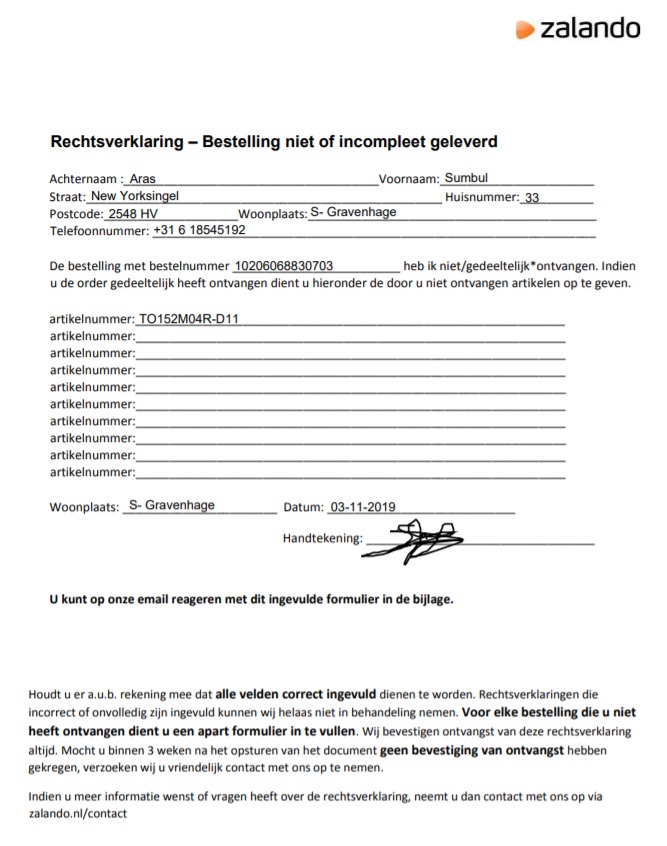 zalando
Rechtsverklaring – Bestelling niet of incompleet geleverd
Achternaam : Aras Voornaam: Sumbul
Straat: New Yorksingel Huisnummer: 33
Postcode: 2548 HV Woonplaats: S- Gravenhage
Telefoonnummer: +31 6 18545192
De bestelling met bestelnummer 10206068830703 heb ik niet/gedeeltelijk*ontvangen. Indien
u de order gedeeltelijk heeft ontvangen dient u hieronder de door u niet ontvangen artikelen op te geven.
artikelnummer: TO152M04R-D11
artikelnummer:
artikelnummer:
artikelnummer:
artikelnummer:
artikelnummer:
artikelnummer:
artikelnummer:
artikelnummer:
artikelnummer:
Woonplaats: S- Gravenhage Datum: 03-11-2019
Handtekening:
U kunt op onze email reageren met dit ingevulde formulier in de bijlage.
Houdt u er a.u.b. rekening mee dat alle velden correct ingevuld dienen te worden. Rechtsverklaringen die
incorrect of onvolledig zijn ingevuld kunnen wij helaas niet in behandeling nemen. Voor elke bestelling die u niet
heeft ontvangen dient u een apart formulier in te vullen. Wij bevestigen ontvangst van deze rechtsverklaring
altijd. Mocht u binnen 3 weken na het opsturen van het document geen bevestiging van ontvangst hebben
gekregen, verzoeken wij u vriendelijk contact met ons op te nemen.
Indien u meer informatie wenst of vragen heeft over de rechtsverklaring, neemt u dan contact met ons op via
zalando.nl/contact